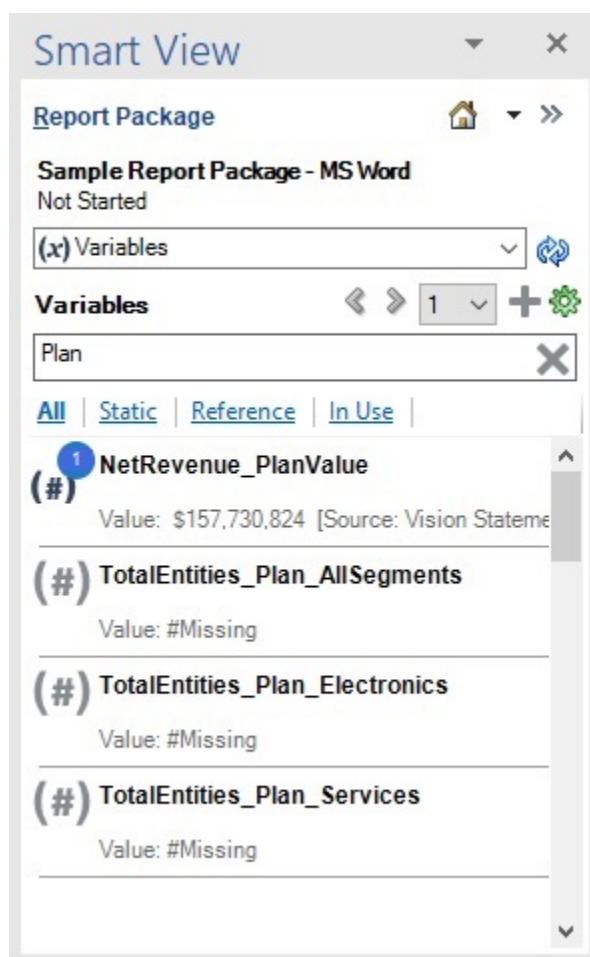 Smart View
Report Package
Sample Report Package - MS Word
Not Started
(x) Variables
Variables 1
Plan
All | Static | Reference | In Use |
1
(#) NetRevenue_PlanValue
Value: $157,730,824 [Source: Vision Stateme
(#) TotalEntities_Plan_AllSegments
Value: #Missing
(#) TotalEntities_Plan_Electronics
Value: #Missing
(#) TotalEntities_Plan_Services
Value: #Missing